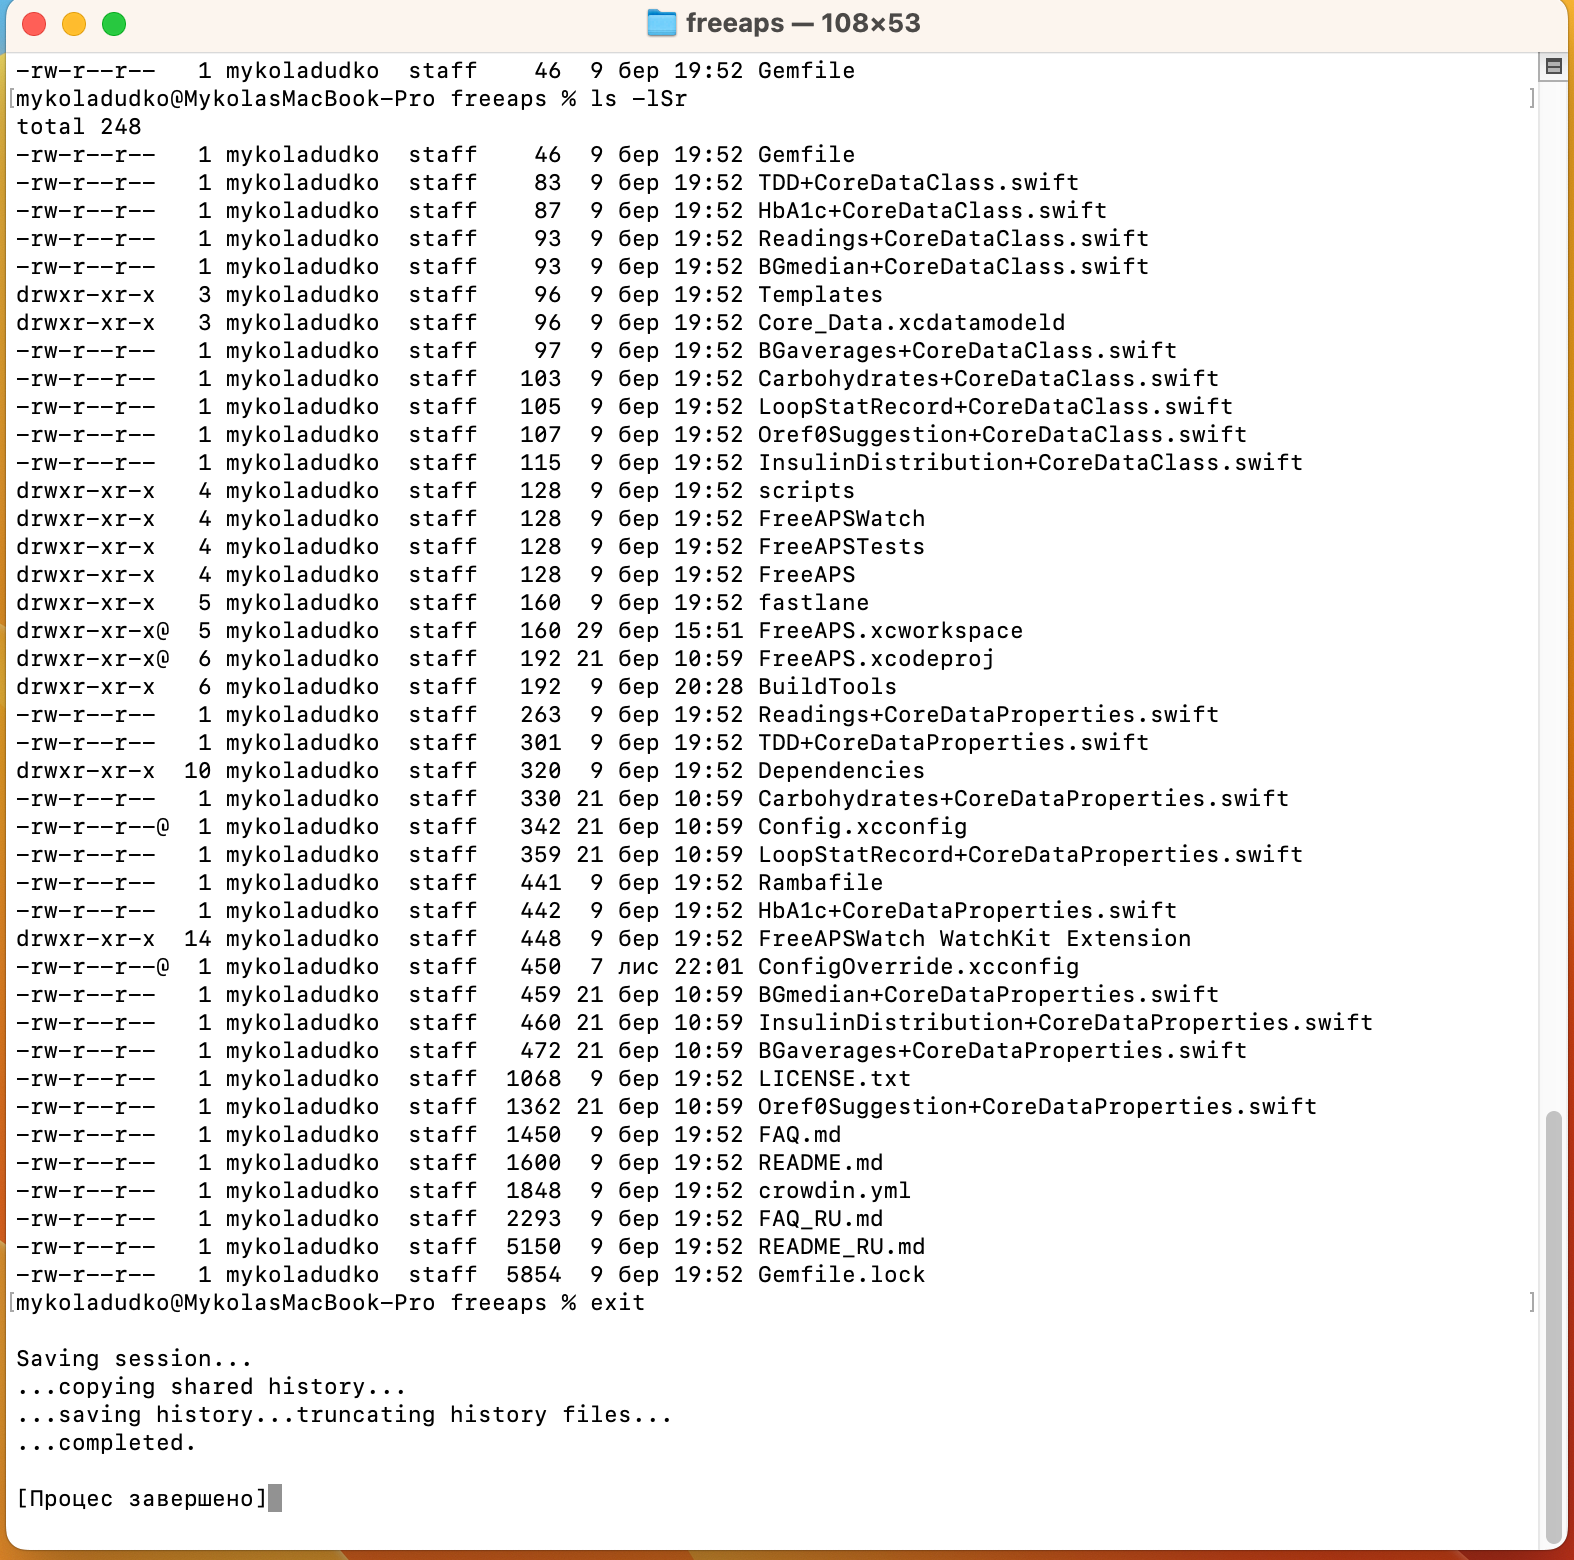 freeaps — 108×53
-rw-r--r--   1 mykoladudko  staff    46  9 бер 19:52 Gemfile
[mykoladudko@MykolasMacBook-Pro freeaps % ls -lSr ]
total 248
-rw-r--r--   1 mykoladudko  staff    46  9 бер 19:52 Gemfile
-rw-r--r--   1 mykoladudko  staff    83  9 бер 19:52 TDD+CoreDataClass.swift
-rw-r--r--   1 mykoladudko  staff    87  9 бер 19:52 HbA1c+CoreDataClass.swift
-rw-r--r--   1 mykoladudko  staff    93  9 бер 19:52 Readings+CoreDataClass.swift
-rw-r--r--   1 mykoladudko  staff    93  9 бер 19:52 BGmedian+CoreDataClass.swift
drwxr-xr-x   3 mykoladudko  staff    96  9 бер 19:52 Templates
drwxr-xr-x   3 mykoladudko  staff    96  9 бер 19:52 Core_Data.xcdatamodeld
-rw-r--r--   1 mykoladudko  staff    97  9 бер 19:52 BGaverages+CoreDataClass.swift
-rw-r--r--   1 mykoladudko  staff   103  9 бер 19:52 Carbohydrates+CoreDataClass.swift
-rw-r--r--   1 mykoladudko  staff   105  9 бер 19:52 LoopStatRecord+CoreDataClass.swift
-rw-r--r--   1 mykoladudko  staff   107  9 бер 19:52 Oref0Suggestion+CoreDataClass.swift
-rw-r--r--   1 mykoladudko  staff   115  9 бер 19:52 InsulinDistribution+CoreDataClass.swift
drwxr-xr-x   4 mykoladudko  staff   128  9 бер 19:52 scripts
drwxr-xr-x   4 mykoladudko  staff   128  9 бер 19:52 FreeAPSWatch
drwxr-xr-x   4 mykoladudko  staff   128  9 бер 19:52 FreeAPSTests
drwxr-xr-x   4 mykoladudko  staff   128  9 бер 19:52 FreeAPS
drwxr-xr-x   5 mykoladudko  staff   160  9 бер 19:52 fastlane
drwxr-xr-x@  5 mykoladudko  staff   160 29 бер 15:51 FreeAPS.xcworkspace
drwxr-xr-x@  6 mykoladudko  staff   192 21 бер 10:59 FreeAPS.xcodeproj
drwxr-xr-x   6 mykoladudko  staff   192  9 бер 20:28 BuildTools
-rw-r--r--   1 mykoladudko  staff   263  9 бер 19:52 Readings+CoreDataProperties.swift
-rw-r--r--   1 mykoladudko  staff   301  9 бер 19:52 TDD+CoreDataProperties.swift
drwxr-xr-x  10 mykoladudko  staff   320  9 бер 19:52 Dependencies
-rw-r--r--   1 mykoladudko  staff   330 21 бер 10:59 Carbohydrates+CoreDataProperties.swift
-rw-r--r--@  1 mykoladudko  staff   342 21 бер 10:59 Config.xcconfig
-rw-r--r--   1 mykoladudko  staff   359 21 бер 10:59 LoopStatRecord+CoreDataProperties.swift
-rw-r--r--   1 mykoladudko  staff   441  9 бер 19:52 Rambafile
-rw-r--r--   1 mykoladudko  staff   442  9 бер 19:52 HbA1c+CoreDataProperties.swift
drwxr-xr-x  14 mykoladudko  staff   448  9 бер 19:52 FreeAPSWatch WatchKit Extension
-rw-r--r--@  1 mykoladudko  staff   450  7 лис 22:01 ConfigOverride.xcconfig
-rw-r--r--   1 mykoladudko  staff   459 21 бер 10:59 BGmedian+CoreDataProperties.swift
-rw-r--r--   1 mykoladudko  staff   460 21 бер 10:59 InsulinDistribution+CoreDataProperties.swift
-rw-r--r--   1 mykoladudko  staff   472 21 бер 10:59 BGaverages+CoreDataProperties.swift
-rw-r--r--   1 mykoladudko  staff  1068  9 бер 19:52 LICENSE.txt
-rw-r--r--   1 mykoladudko  staff  1362 21 бер 10:59 Oref0Suggestion+CoreDataProperties.swift
-rw-r--r--   1 mykoladudko  staff  1450  9 бер 19:52 FAQ.md
-rw-r--r--   1 mykoladudko  staff  1600  9 бер 19:52 README.md
-rw-r--r--   1 mykoladudko  staff  1848  9 бер 19:52 crowdin.yml
-rw-r--r--   1 mykoladudko  staff  2293  9 бер 19:52 FAQ_RU.md
-rw-r--r--   1 mykoladudko  staff  5150  9 бер 19:52 README_RU.md
-rw-r--r--   1 mykoladudko  staff  5854  9 бер 19:52 Gemfile.lock
[mykoladudko@MykolasMacBook-Pro freeaps % exit ]
Saving session...
...copying shared history...
...saving history...truncating history files...
...completed.
[Процес завершено]